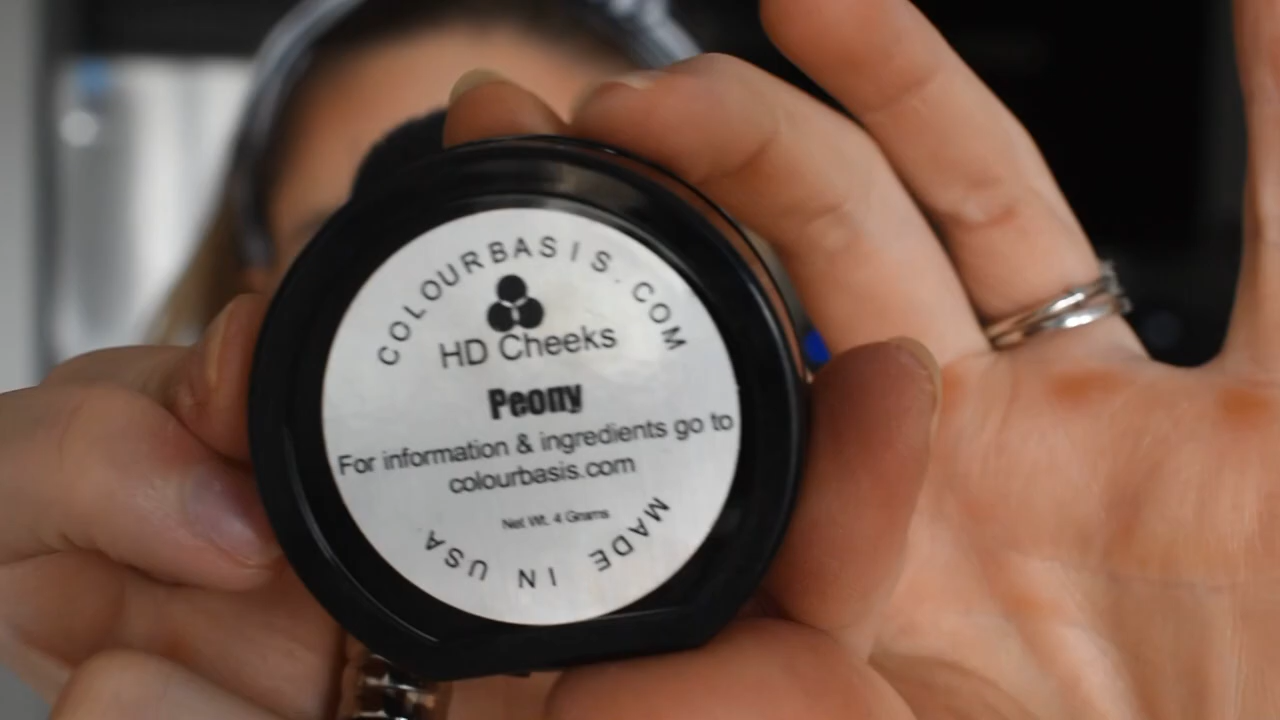 COLOURBASIS.COM
HD Cheeks
Peony
For information & ingredients go to
colourbasis.com
Net Wt. 4 Grams
MADE IN USA